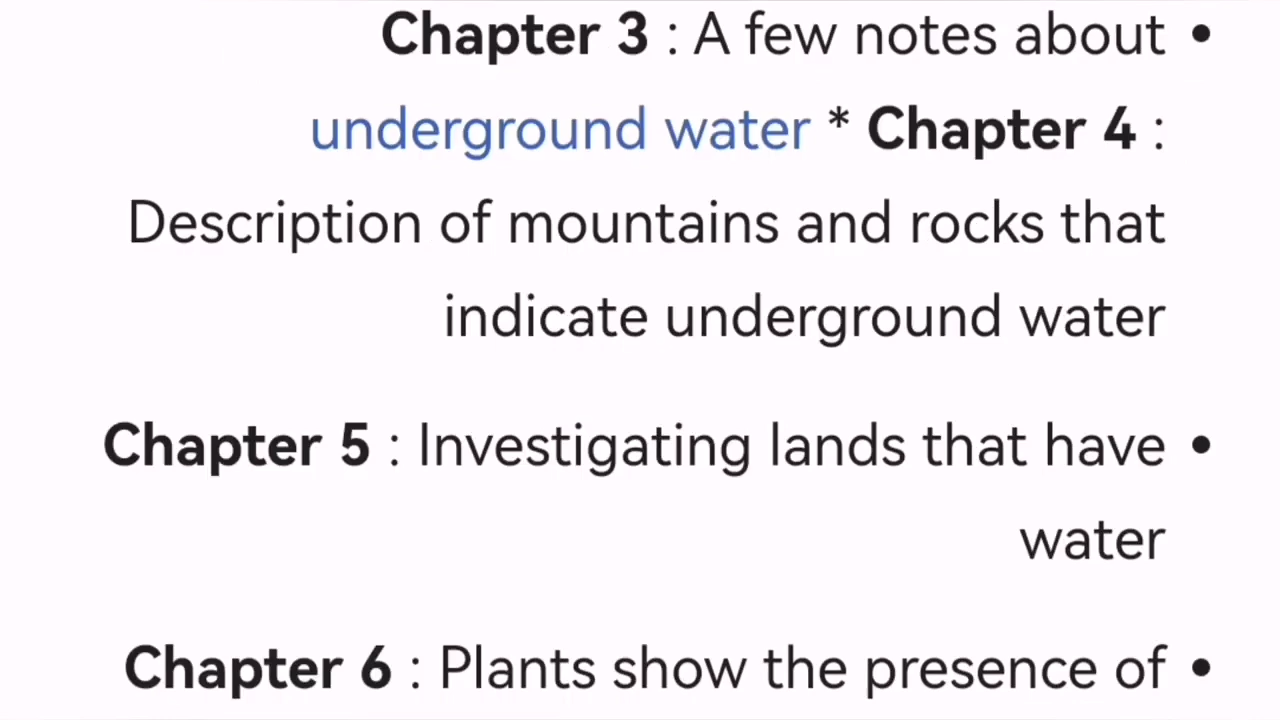 Chapter 3 : A few notes about •
underground water * Chapter 4 :
Description of mountains and rocks that
indicate underground water
Chapter 5 : Investigating lands that have •
water
Chapter 6 : Plants show the presence of •